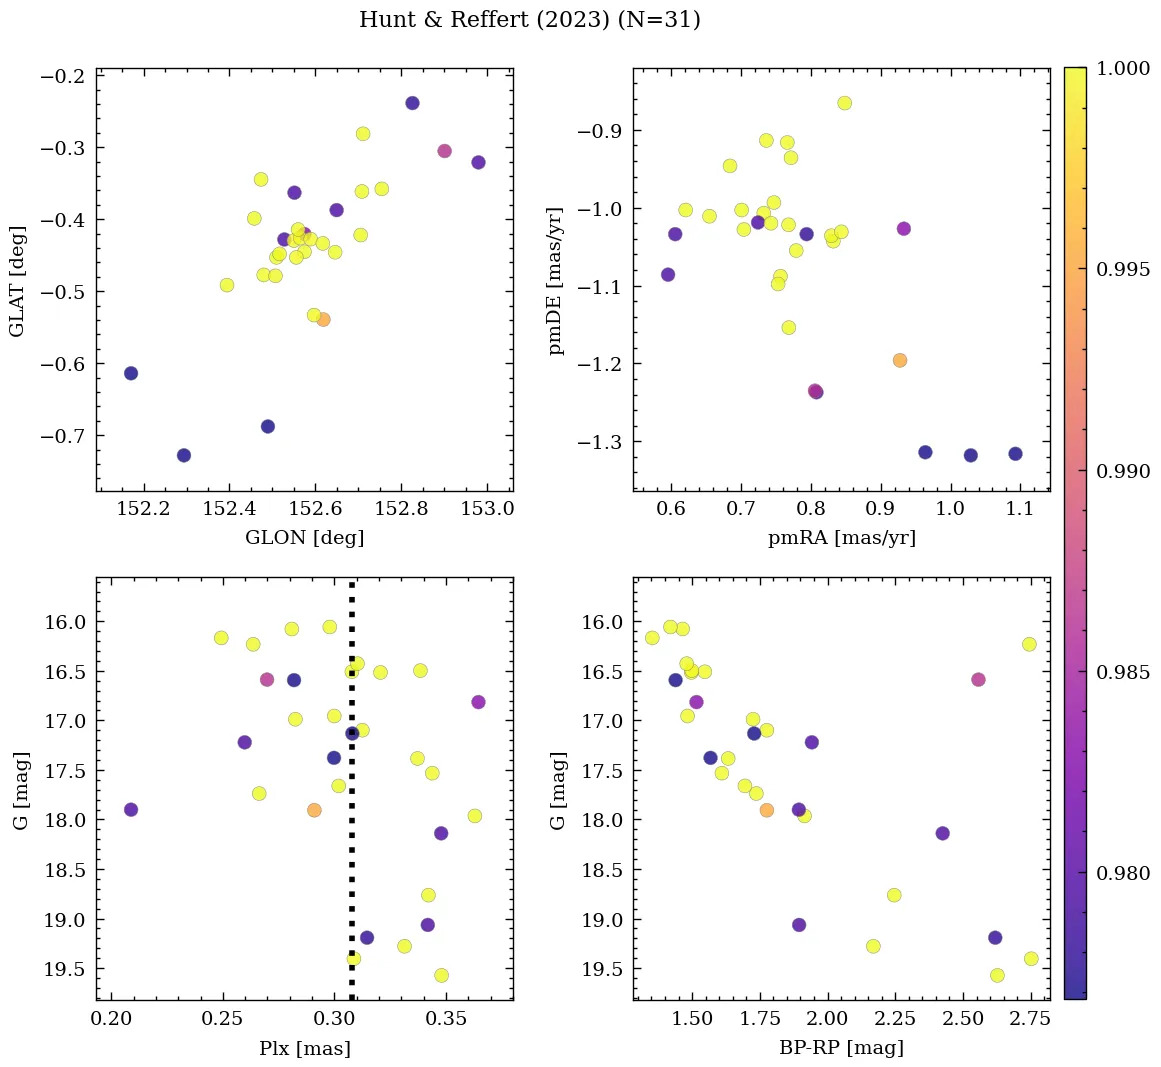 Hunt & Reffert (2023) (N=31)
−0.2
−0.3
−0.4
−0.5
−0.6
−0.7
GLAT [deg]
152.2 152.4 152.6 152.8 153.0
GLON [deg]
−0.9
−1.0
−1.1
−1.2
−1.3
pmDE [mas/yr]
0.6 0.7 0.8 0.9 1.0 1.1
pmRA [mas/yr]
16.0
16.5
17.0
17.5
18.0
18.5
19.0
19.5
G [mag]
0.20 0.25 0.30 0.35
Plx [mas]
16.0
16.5
17.0
17.5
18.0
18.5
19.0
19.5
G [mag]
1.50 1.75 2.00 2.25 2.50 2.75
BP-RP [mag]
1.000
0.995
0.990
0.985
0.980